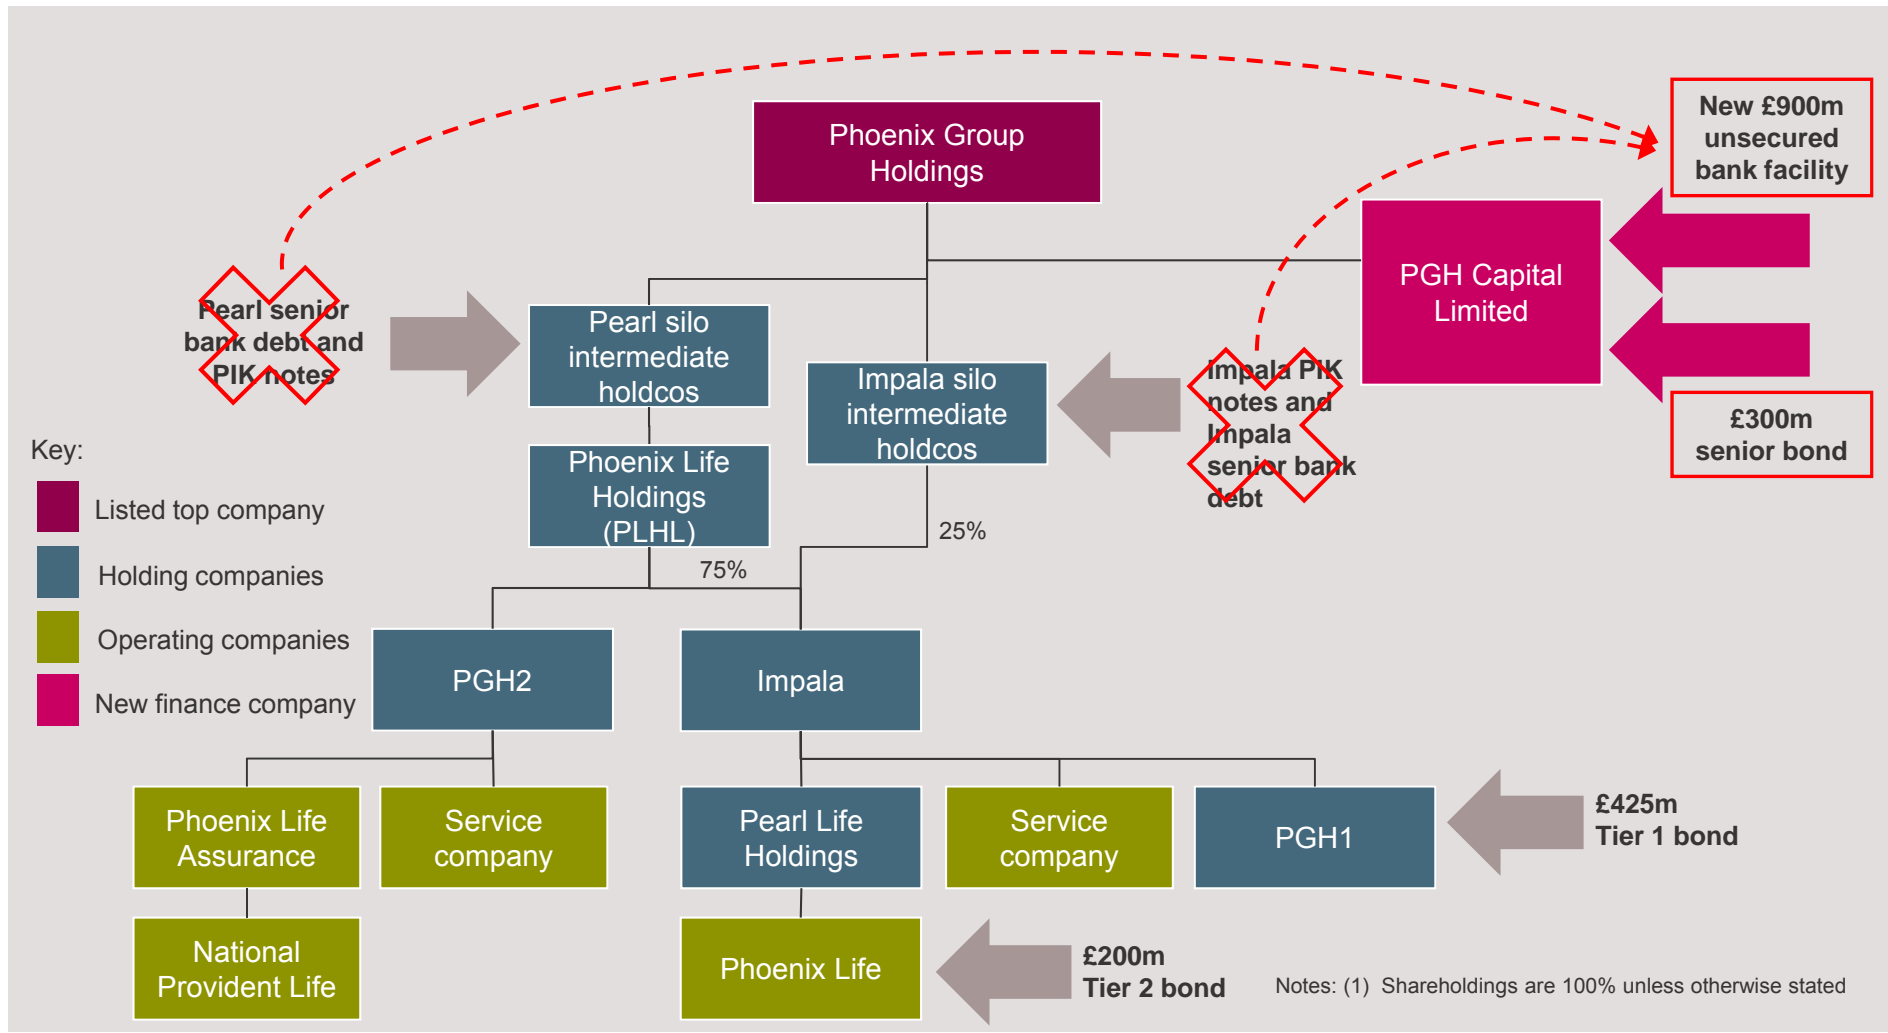 Phoenix Group
Holdings
New £900m
unsecured
bank facility
PGH Capital
Limited
Pearl senior
bank debt and
PIK notes
Pearl silo
intermediate
holdcos
Impala silo
intermediate
holdcos
Impala PIK
notes and
Impala
senior bank
debt
£300m
senior bond
Key:
Listed top company
Holding companies
Operating companies
New finance company
Phoenix Life
Holdings
(PLHL)
25%
75%
PGH2
Impala
Phoenix Life
Assurance
Service
company
Pearl Life
Holdings
Service
company
PGH1
£425m
Tier 1 bond
National
Provident Life
Phoenix Life
£200m
Tier 2 bond
Notes: (1) Shareholdings are 100% unless otherwise stated